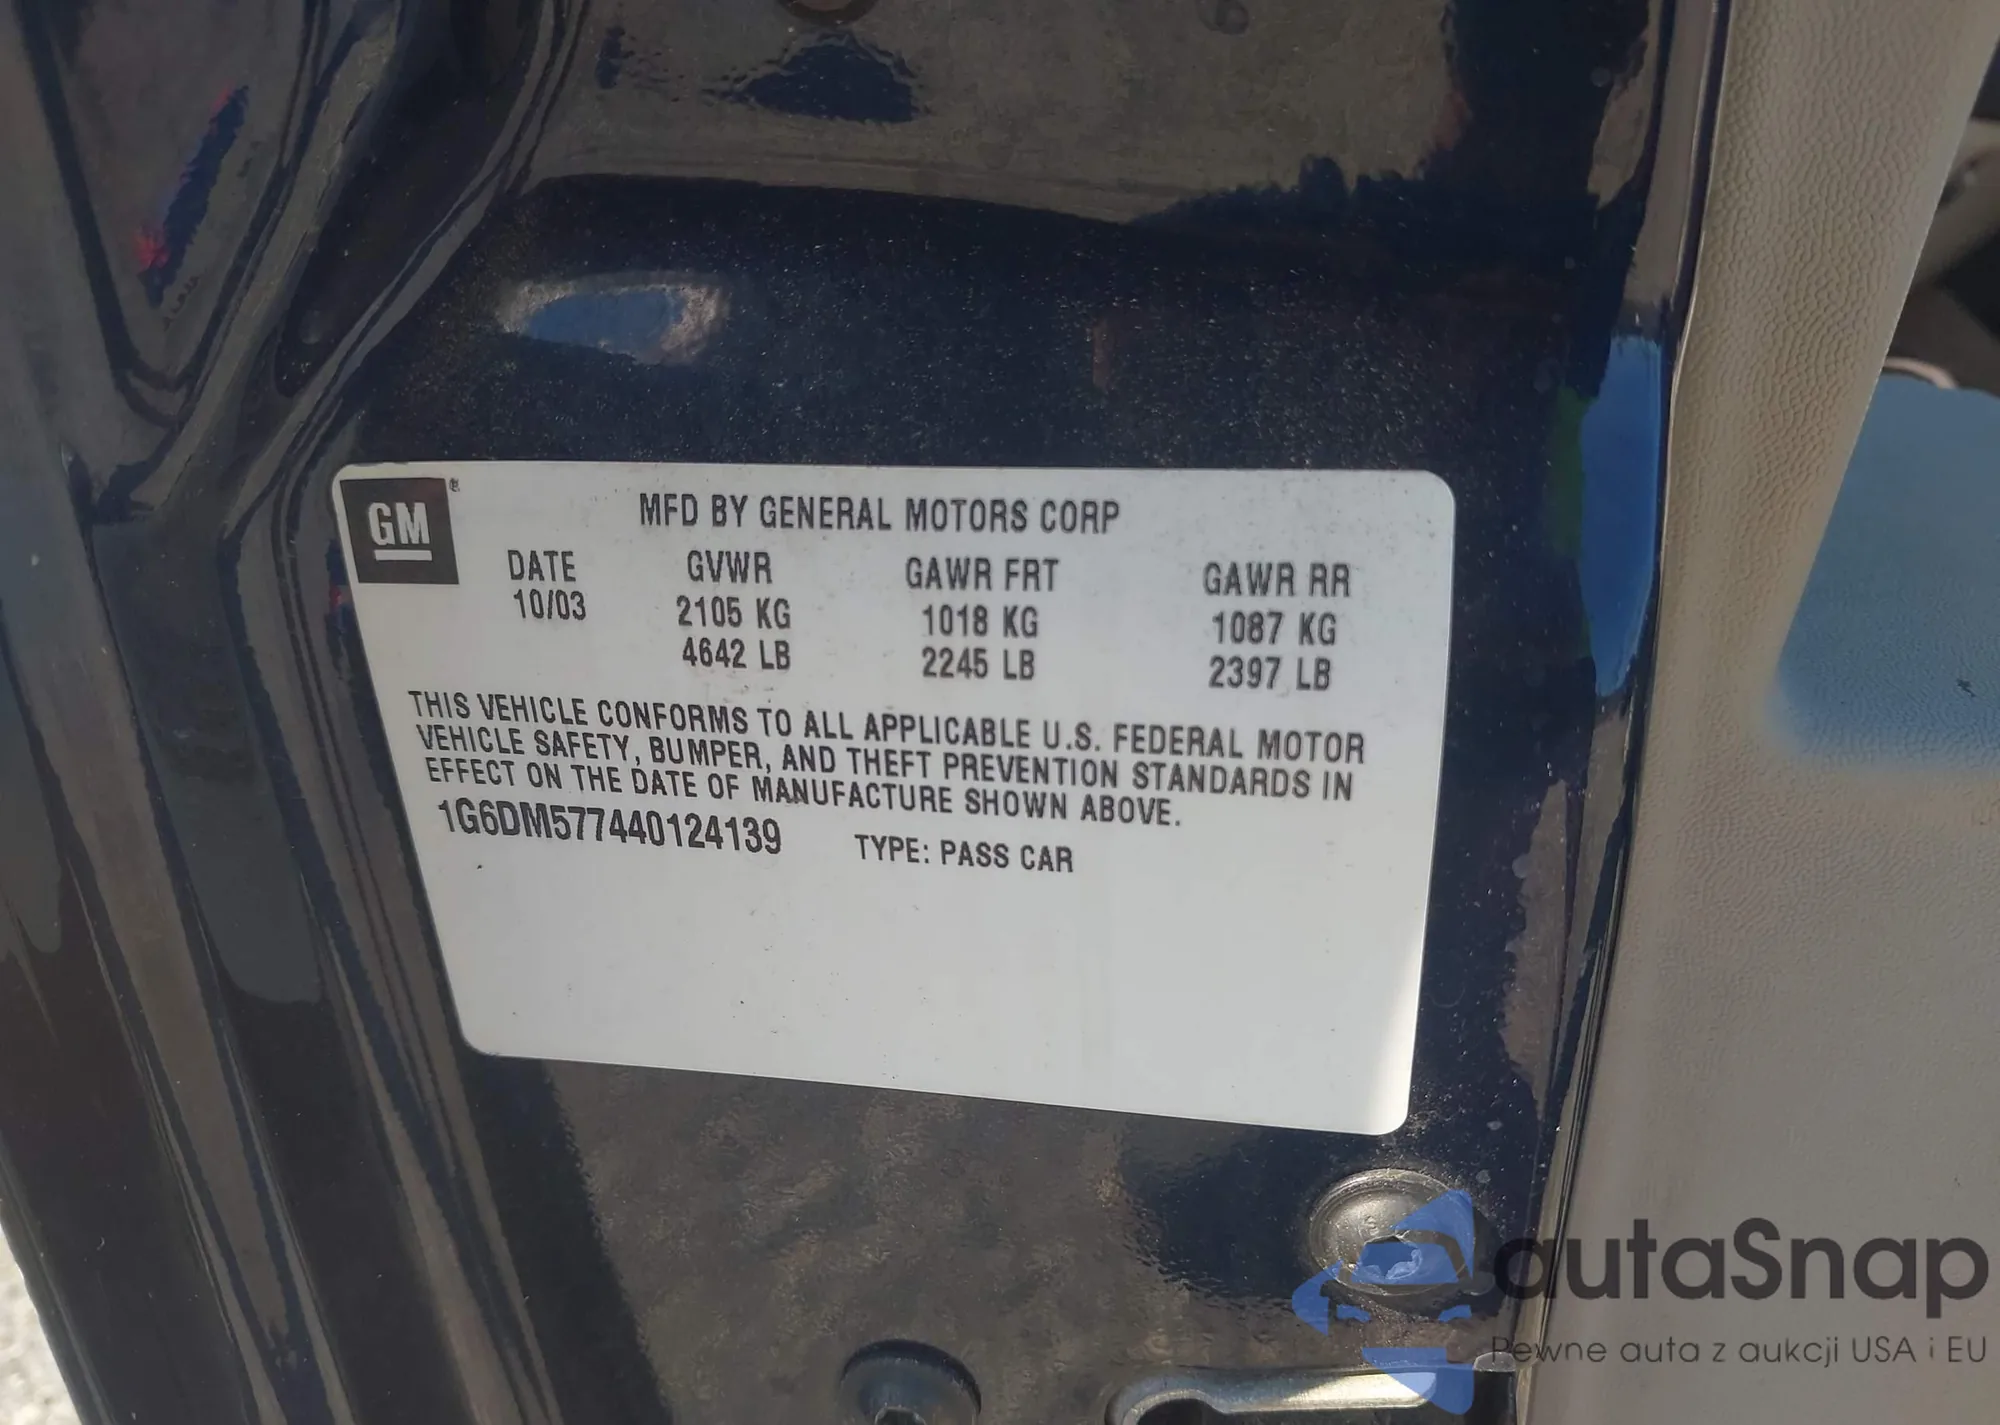 GM
MFD BY GENERAL MOTORS CORP
DATE GVWR GAWR FRT GAWR RR
10/03 2105 KG 1018 KG 1087 KG
4642 LB 2245 LB 2397 LB
THIS VEHICLE CONFORMS TO ALL APPLICABLE U.S. FEDERAL MOTOR
VEHICLE SAFETY, BUMPER, AND THEFT PREVENTION STANDARDS IN
EFFECT ON THE DATE OF MANUFACTURE SHOWN ABOVE.
1G6DM577440124139 TYPE: PASS CAR
autaSnap
Pewne auta z aukcji USA i EU